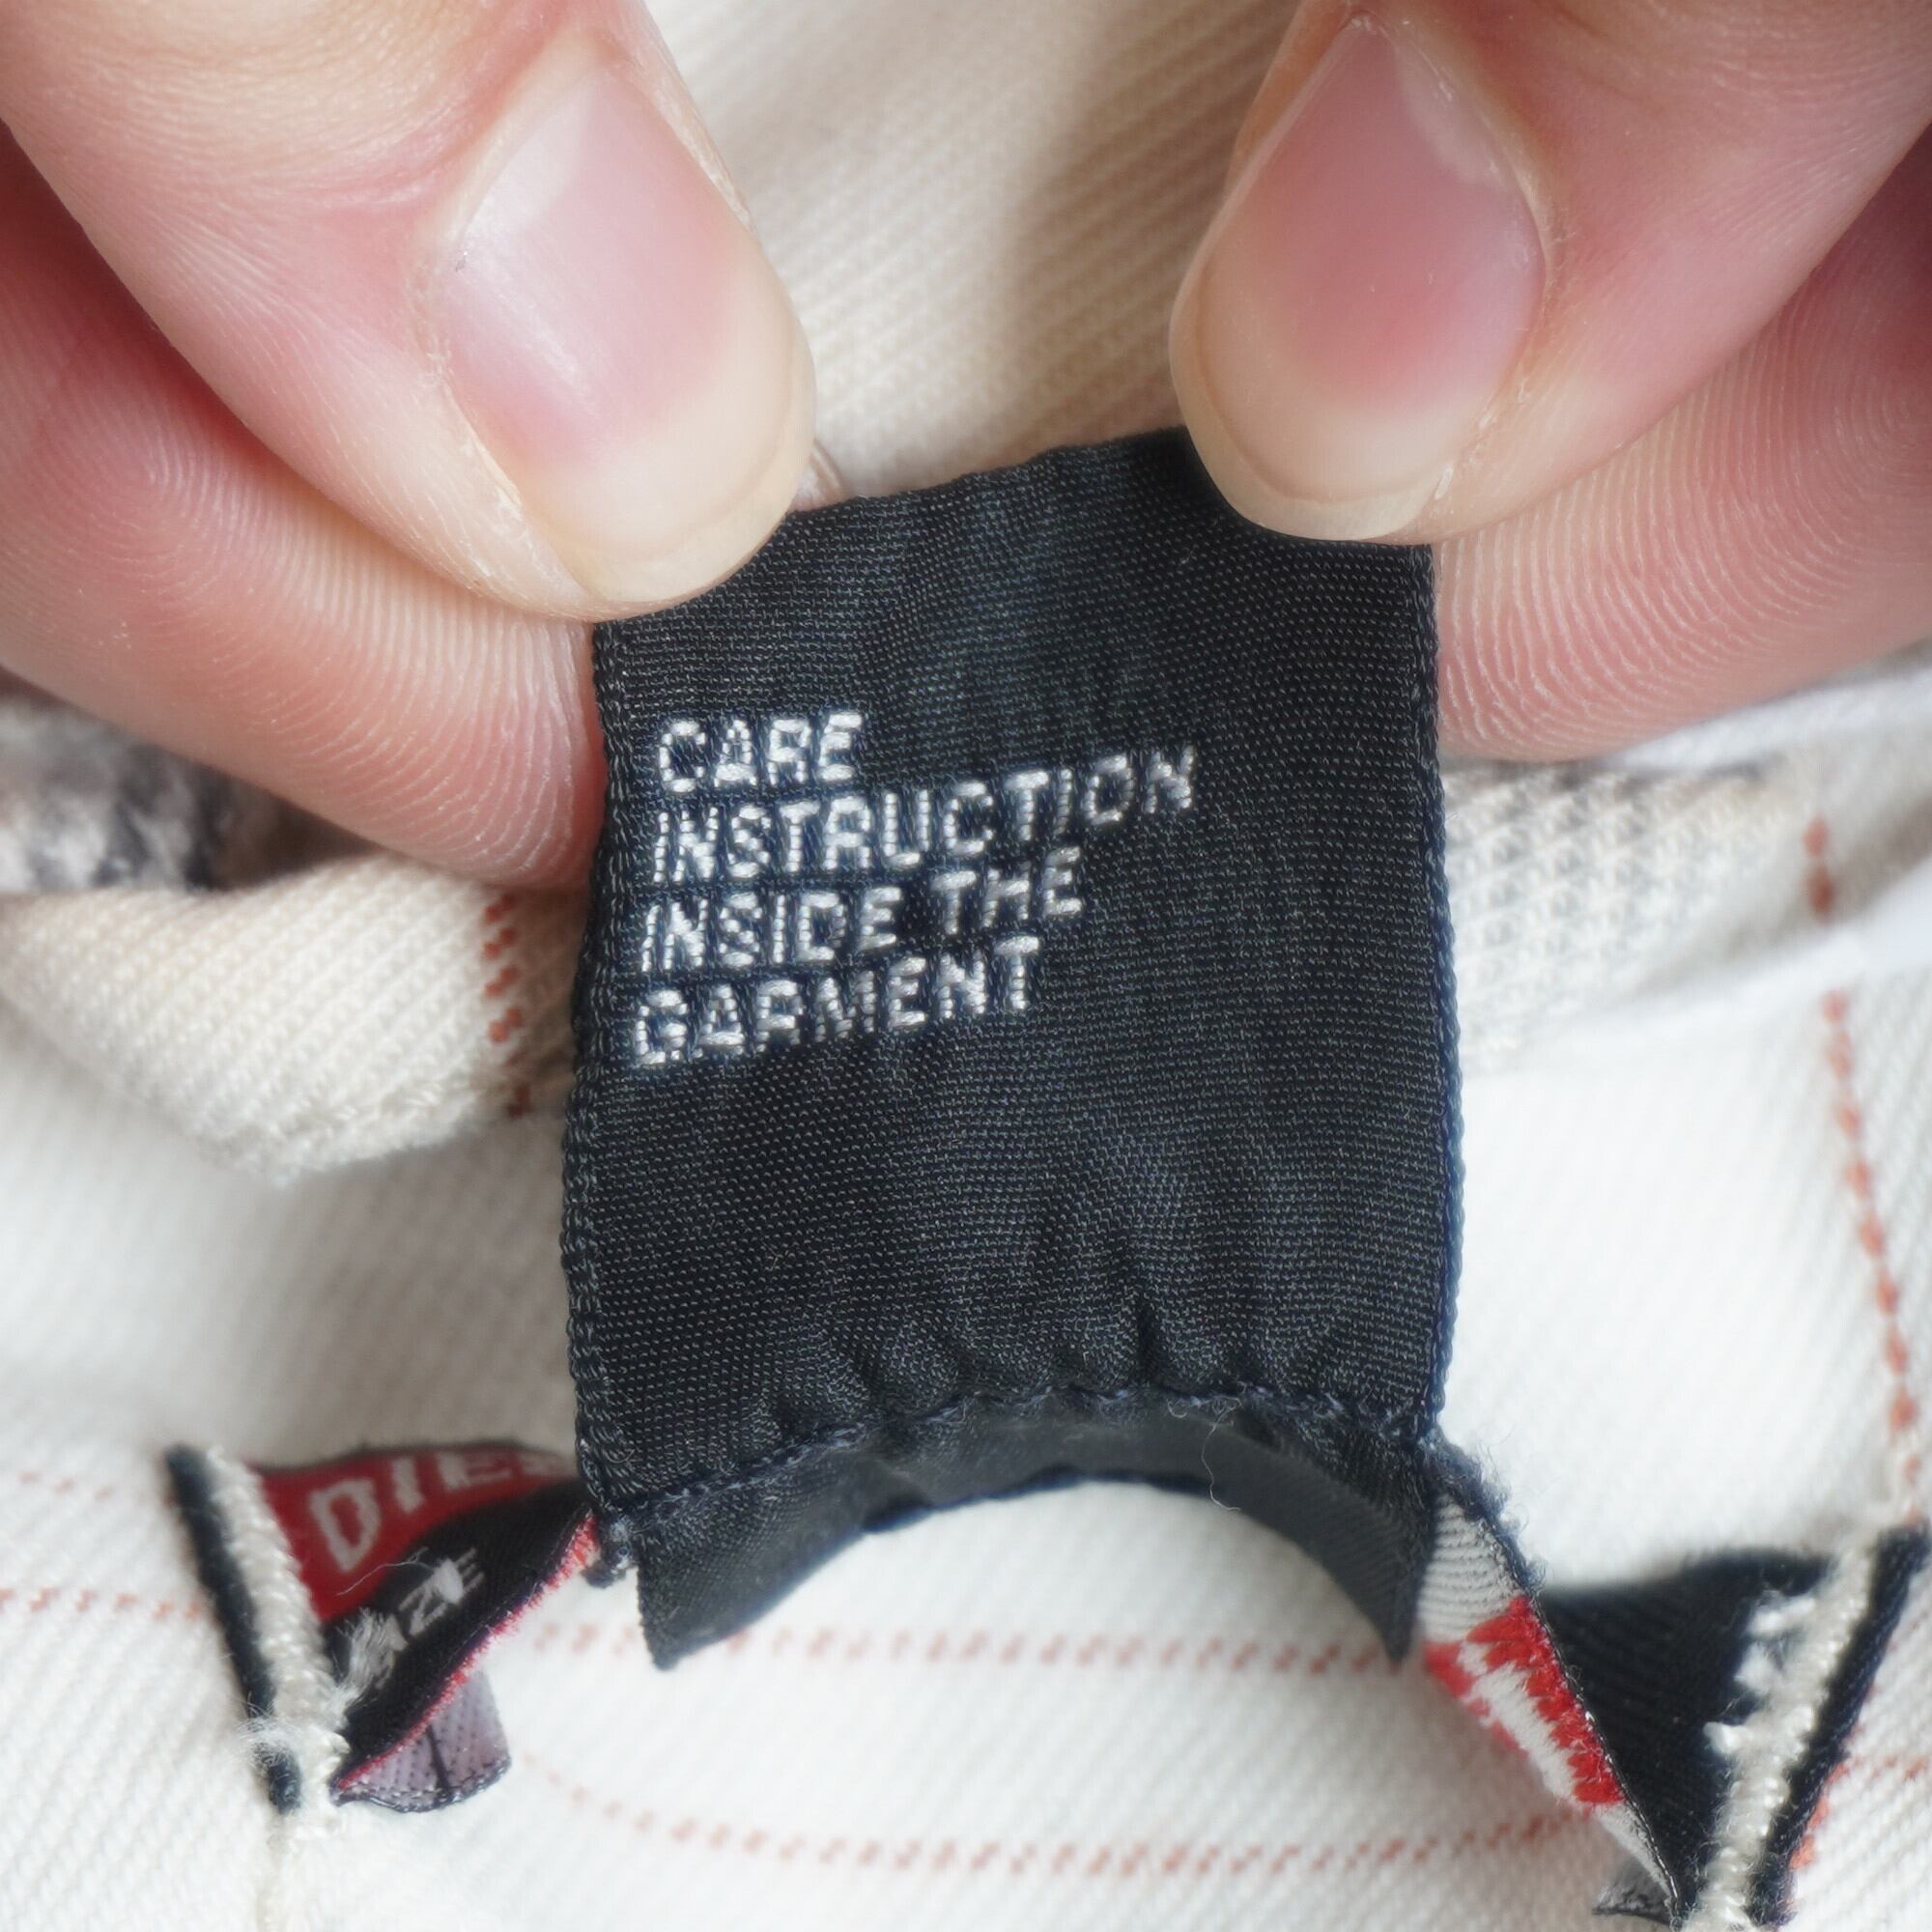 CARE
INSTRUCTION
INSIDE THE
GARMENT